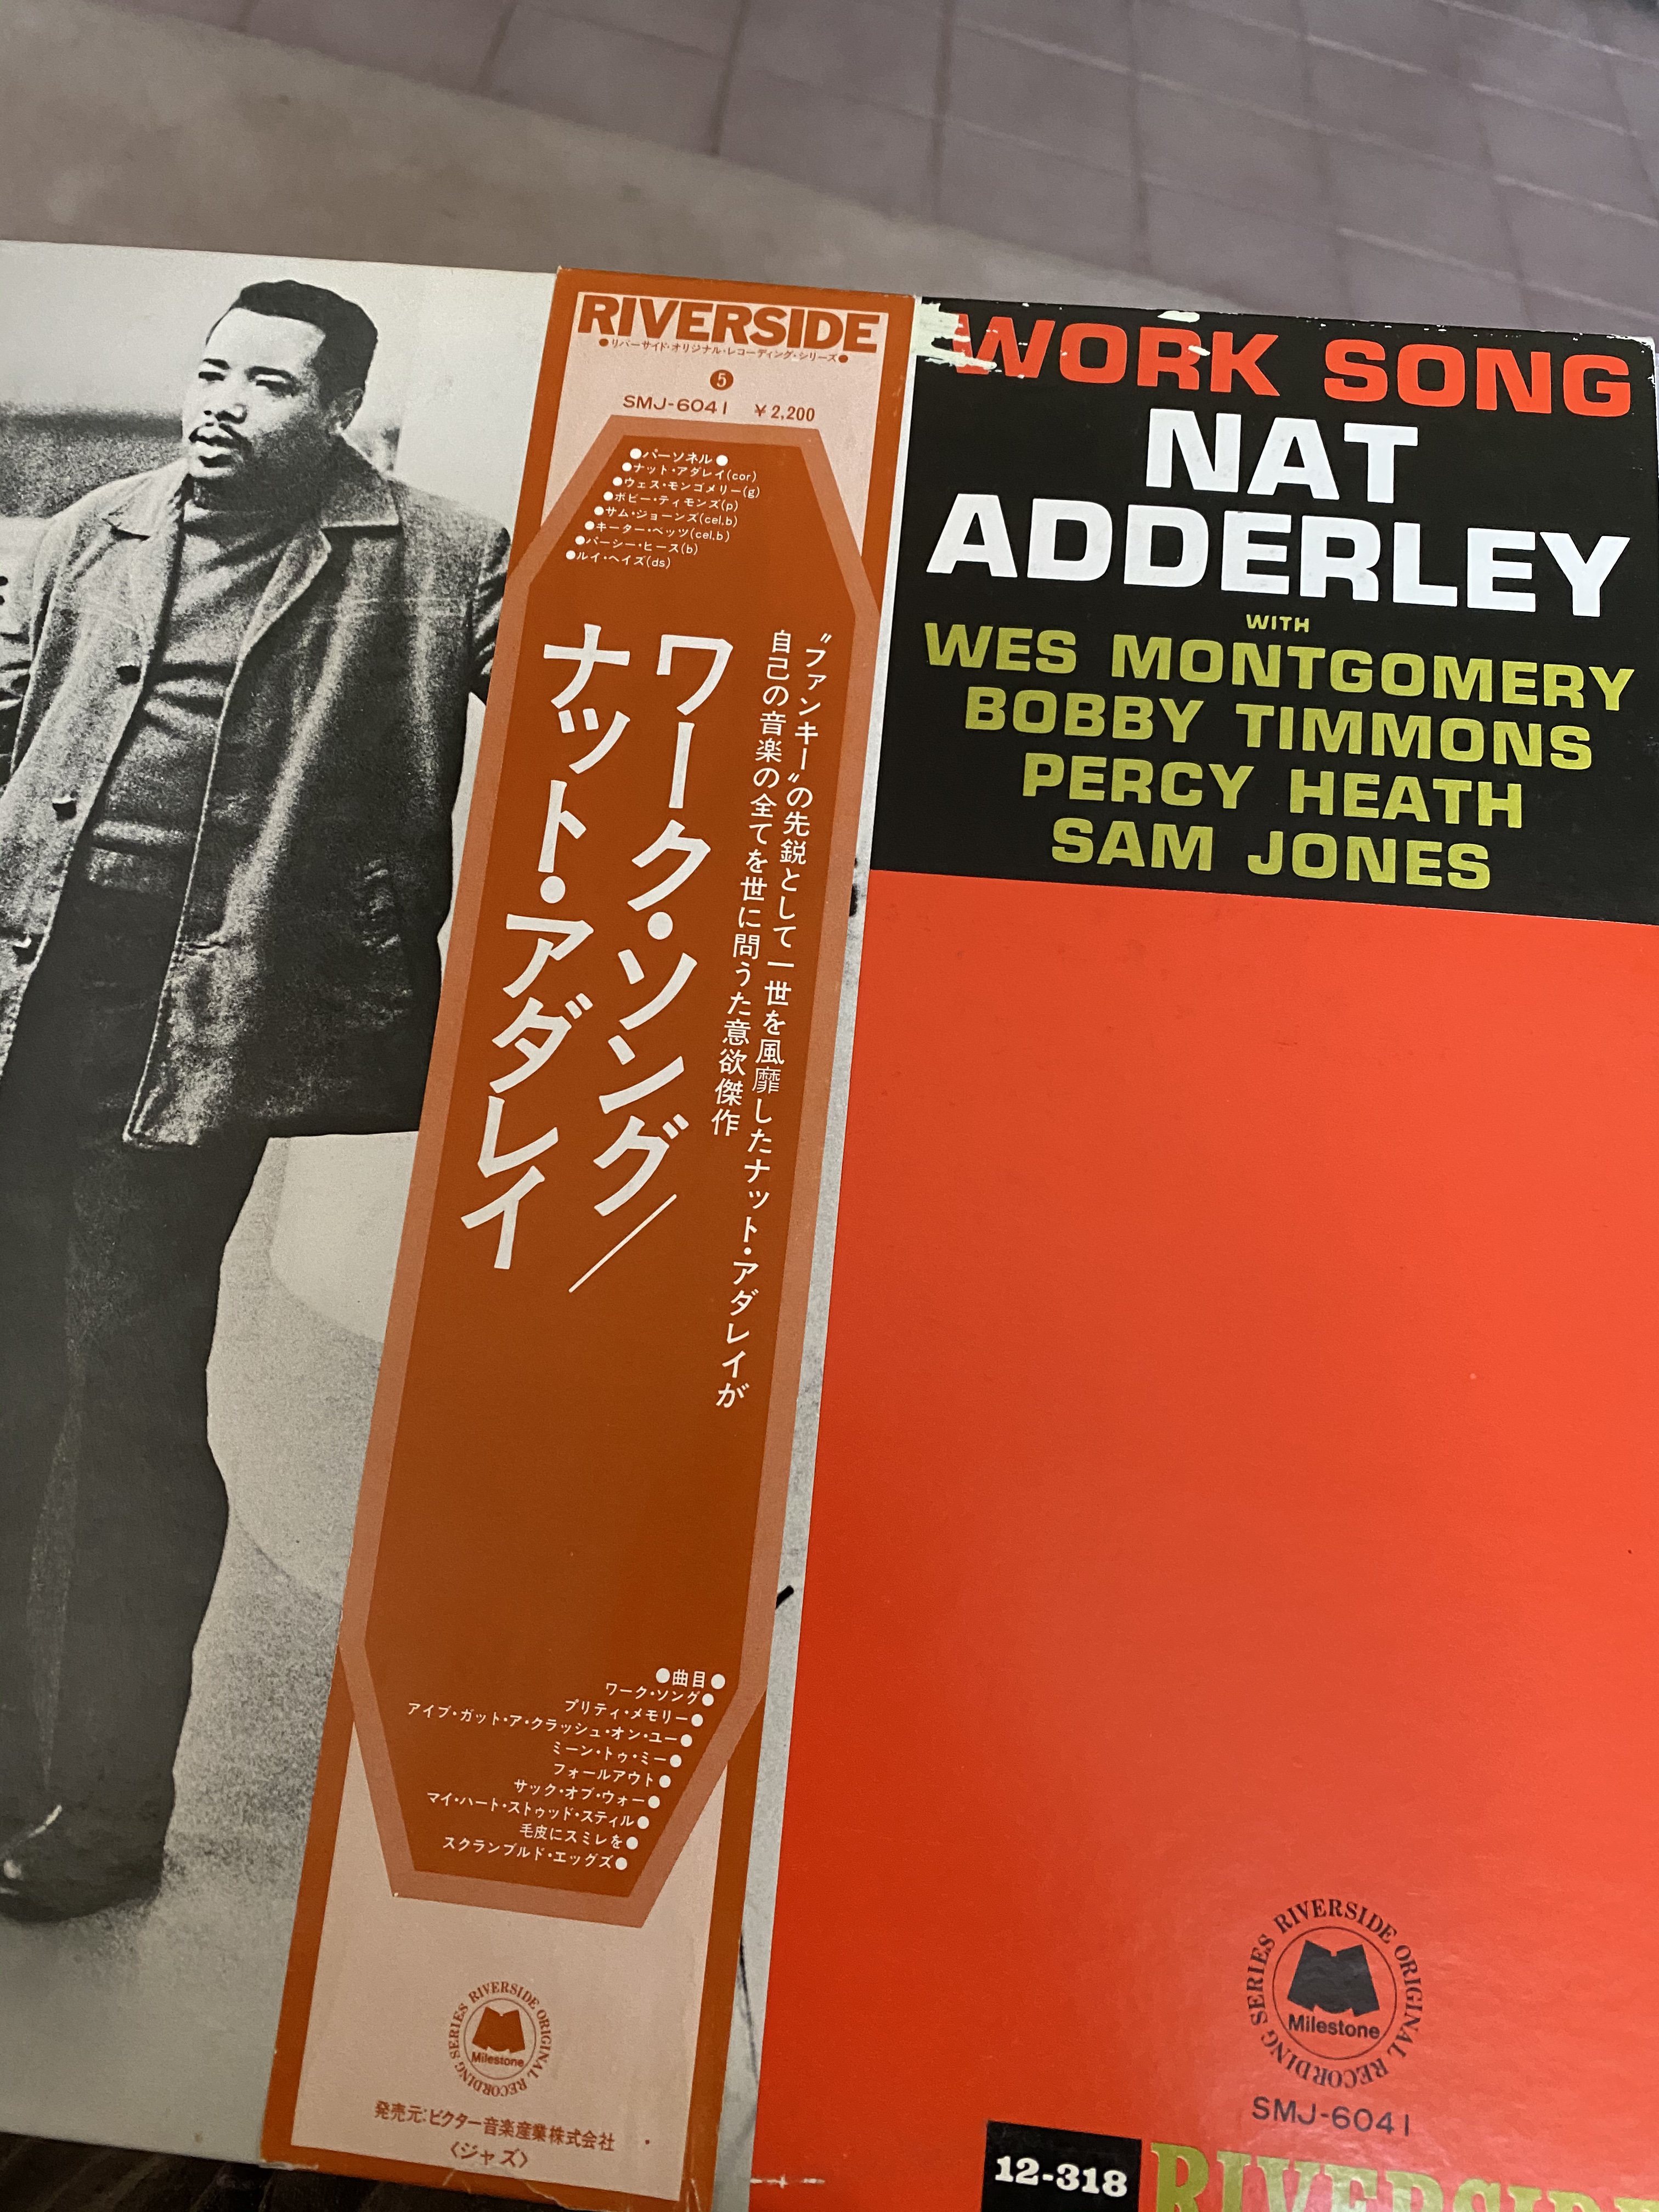 RIVERSIDE
●リバーサイド・オリジナル・レコーディング・シリーズ●
5
SMJ-6041 ￥2,200
●パーソネル●
●ナット・アダレイ(cor)
●ウェス・モンゴメリー(g)
●ボビー・ティモンズ(p)
●サム・ジョーンズ(cel.b)
●キーター・ベッツ(cel.b)
●パーシー・ヒース(b)
●ルイ・ヘイズ(ds)
〝ファンキー〟の先鋭として一世を風靡したナット・アダレイが
自己の音楽の全てを世に問うた意欲傑作
ワーク・ソング／
ナット・アダレイ
●曲目●
ワーク・ソング●
プリティ・メモリー●
アイブ・ガット・ア・クラッシュ・オン・ユー●
ミーン・トゥ・ミー●
フォールアウト●
サック・オブ・ウォー●
マイ・ハート・ストゥッド・スティル●
毛皮にスミレを●
スクランブルド・エッグズ●
RIVERSIDE ORIGINAL RECORDING SERIES
Milestone
発売元:ビクター音楽産業株式会社
〈ジャズ〉
WORK SONG
NAT
ADDERLEY
WITH
WES MONTGOMERY
BOBBY TIMMONS
PERCY HEATH
SAM JONES
RIVERSIDE ORIGINAL RECORDING SERIES
Milestone
SMJ-6041
12-318
RIVERSIDE